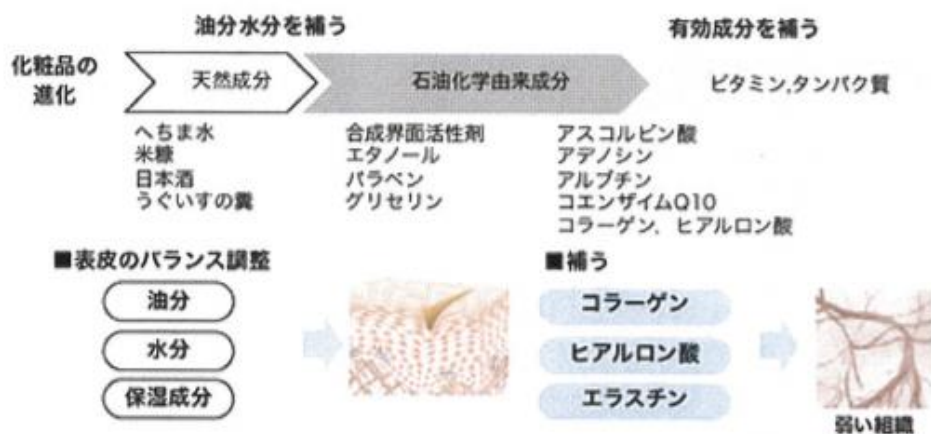 油分水分を補う
有効成分を補う
化粧品の
進化
天然成分
石油化学由来成分
ビタミン,タンパク質
へちま水
米糠
日本酒
うぐいすの糞
合成界面活性剤
エタノール
パラベン
グリセリン
アスコルビン酸
アデノシン
アルブチン
コエンザイムQ10
コラーゲン、ヒアルロン酸
■表皮のバランス調整
油分
水分
保湿成分
■補う
コラーゲン
ヒアルロン酸
エラスチン
弱い組織